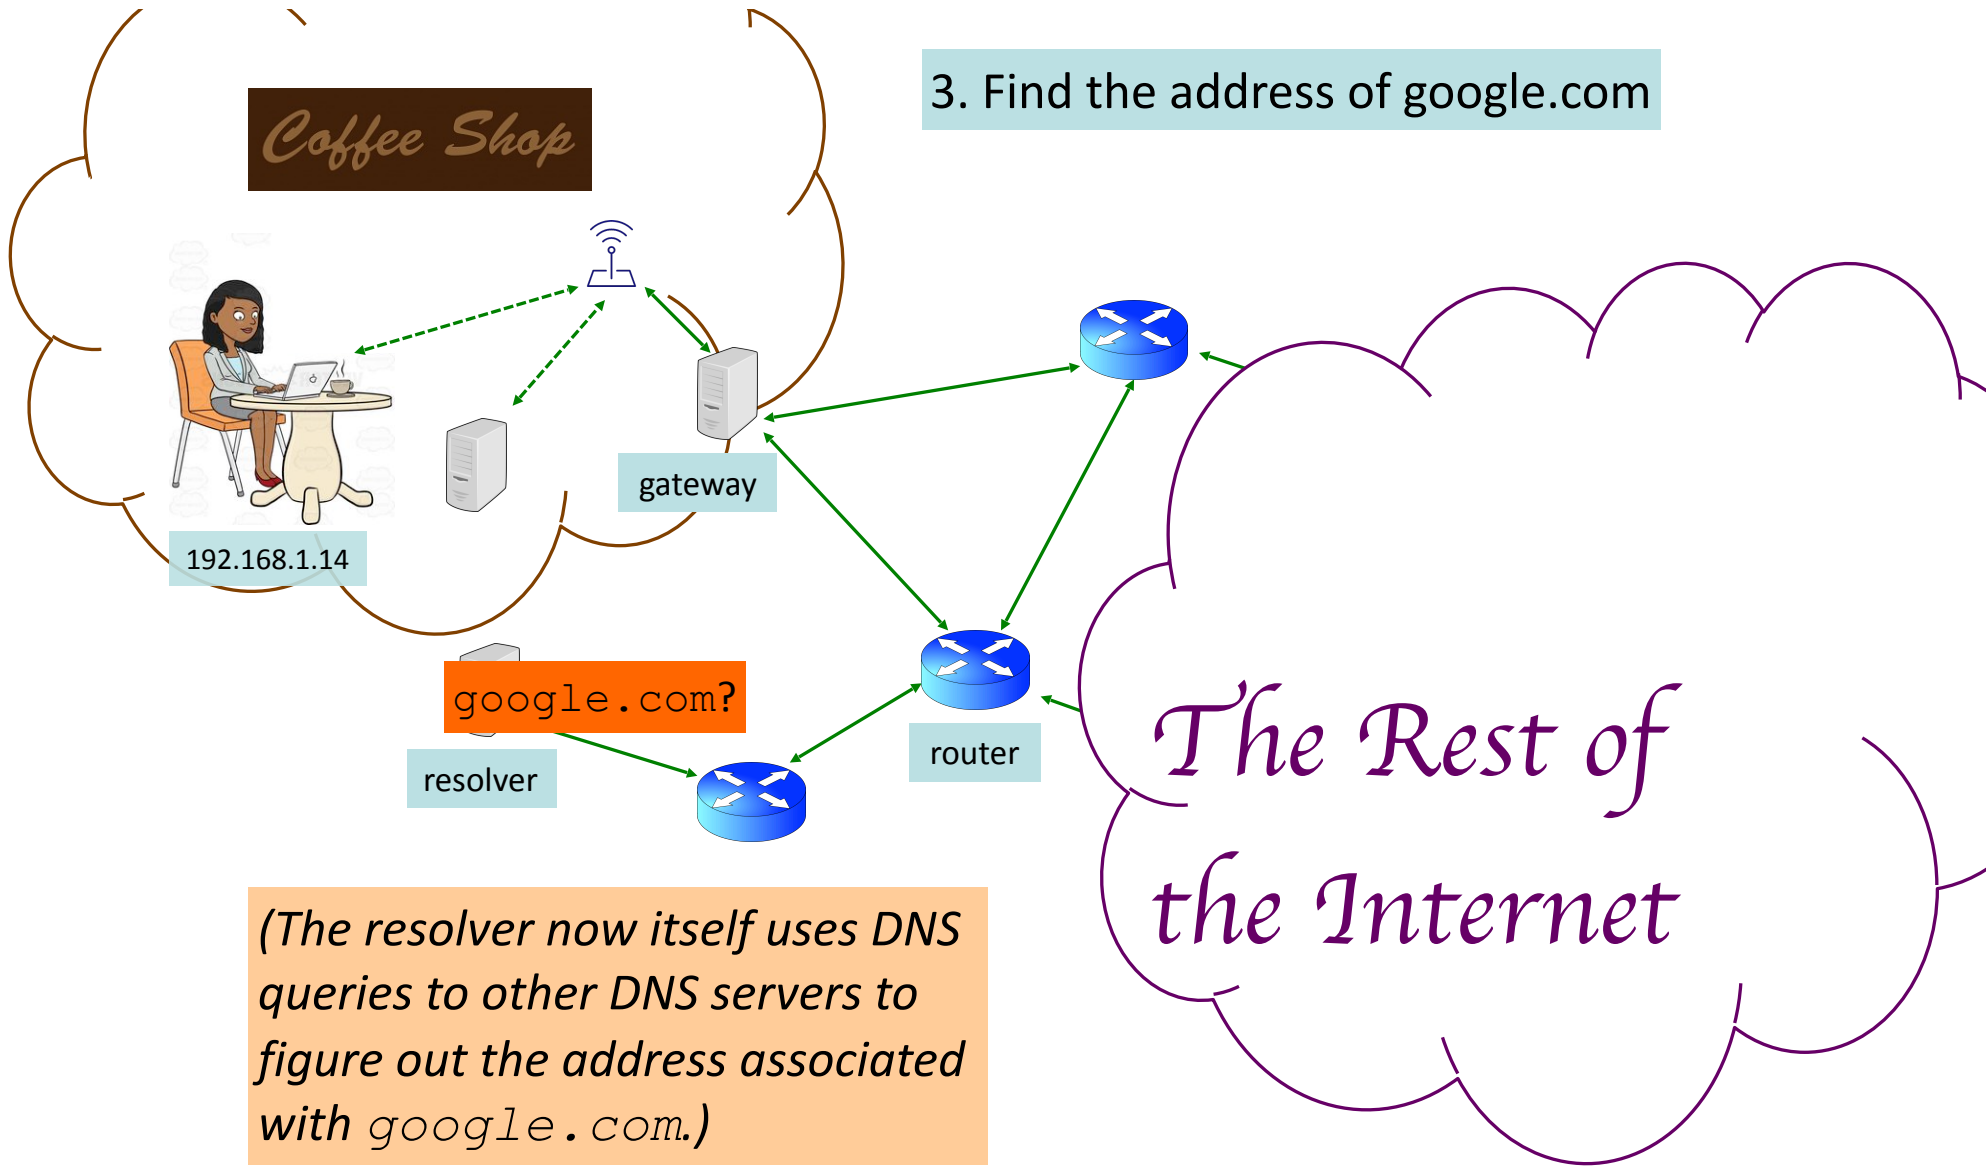 3. Find the address of google.com
Coffee Shop
gateway
192.168.1.14
google.com?
resolver
router
The Rest of
the Internet
(The resolver now itself uses DNS
queries to other DNS servers to
figure out the address associated
with google.com.)